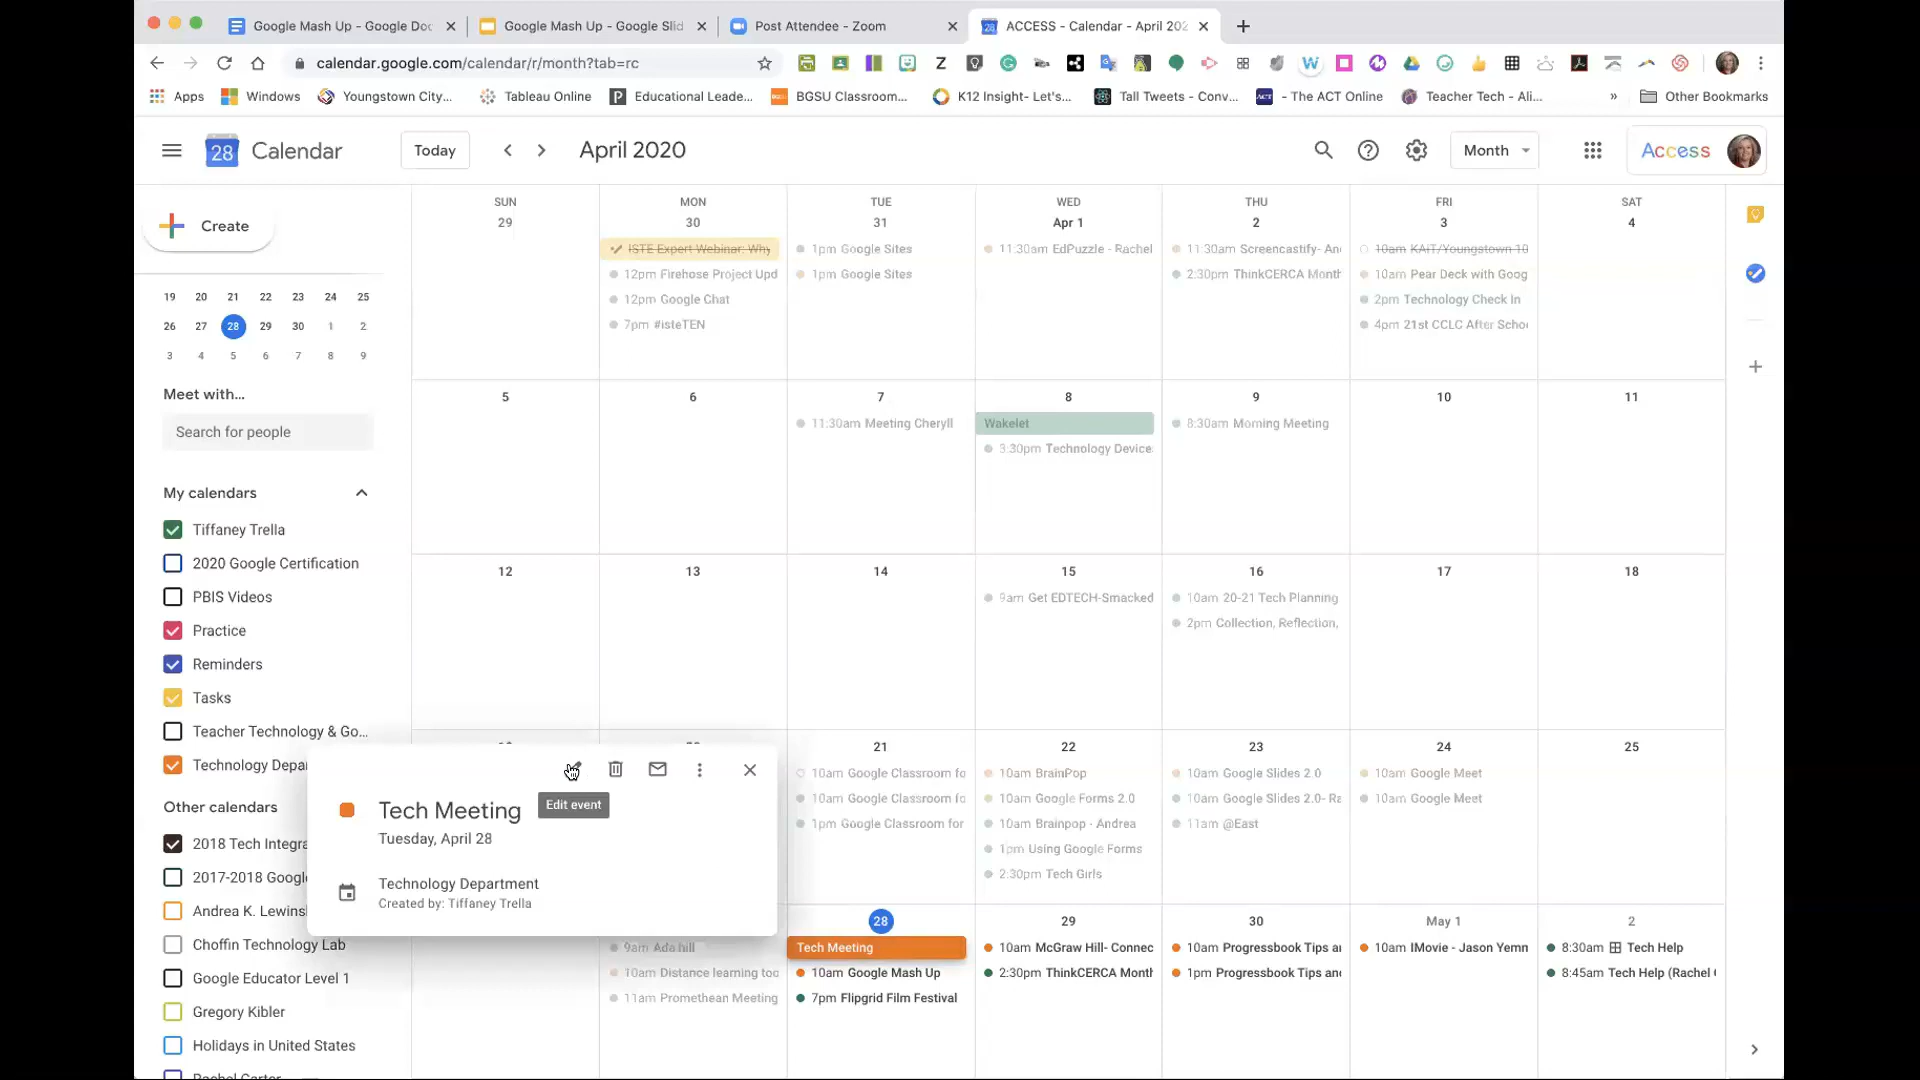 Google Mash Up - Google Doc
Google Mash Up - Google Slid
Post Attendee - Zoom
ACCESS - Calendar - April 202
calendar.google.com/calendar/r/month?tab=rc
Apps
Windows
Youngstown City...
Tableau Online
Educational Leade...
BGSU Classroom...
K12 Insight- Let's...
Tall Tweets - Conv...
- The ACT Online
Teacher Tech - Ali...
»
Other Bookmarks
28
Calendar
Today
April 2020
Month
Access
Create
19 20 21 22 23 24 25
26 27 28 29 30 1 2
3 4 5 6 7 8 9
Meet with...
Search for people
My calendars
Tiffaney Trella
2020 Google Certification
PBIS Videos
Practice
Reminders
Tasks
Teacher Technology & Go...
Technology Depar
Other calendars
2018 Tech Integra
2017-2018 Googl
Andrea K. Lewins
Choffin Technology Lab
Google Educator Level 1
Gregory Kibler
Holidays in United States
Rachel Carter
SUN MON TUE WED THU FRI SAT
29 30 31 Apr 1 2 3 4
ISTE Expert Webinar: Why
12pm Firehose Project Upd
12pm Google Chat
7pm #isteTEN
1pm Google Sites
1pm Google Sites
11:30am EdPuzzle - Rachel
11:30am Screencastify- An
2:30pm ThinkCERCA Month
10am KAiT/Youngstown 10
10am Pear Deck with Goog
2pm Technology Check In
4pm 21st CCLC After Scho
5 6 7 8 9 10 11
11:30am Meeting Cheryll
Wakelet
3:30pm Technology Device
8:30am Morning Meeting
12 13 14 15 16 17 18
9am Get EDTECH-Smacked
10am 20-21 Tech Planning
2pm Collection, Reflection,
21 22 23 24 25
10am Google Classroom fo
10am Google Classroom fo
1pm Google Classroom for
10am BrainPop
10am Google Forms 2.0
10am Brainpop - Andrea
1pm Using Google Forms
2:30pm Tech Girls
10am Google Slides 2.0
10am Google Slides 2.0- Ra
11am @East
10am Google Meet
10am Google Meet
Edit event
Tech Meeting
Tuesday, April 28
Technology Department
Created by: Tiffaney Trella
28 29 30 May 1 2
9am Ada hill
10am Distance learning too
11am Promethean Meeting
Tech Meeting
10am Google Mash Up
7pm Flipgrid Film Festival
10am McGraw Hill- Connec
2:30pm ThinkCERCA Month
10am Progressbook Tips an
1pm Progressbook Tips and
10am IMovie - Jason Yemn
8:30am Tech Help
8:45am Tech Help (Rachel